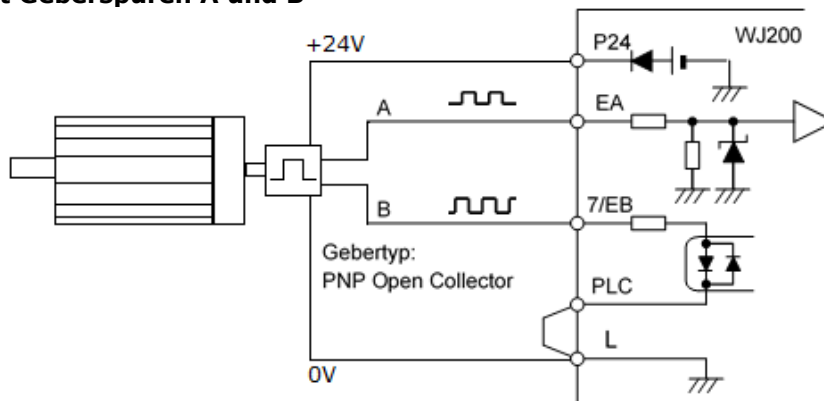 t Geberspuren A und B
+24V
P24
WJ200
A
EA
B
7/EB
Gebertyp:
PNP Open Collector
PLC
L
0V